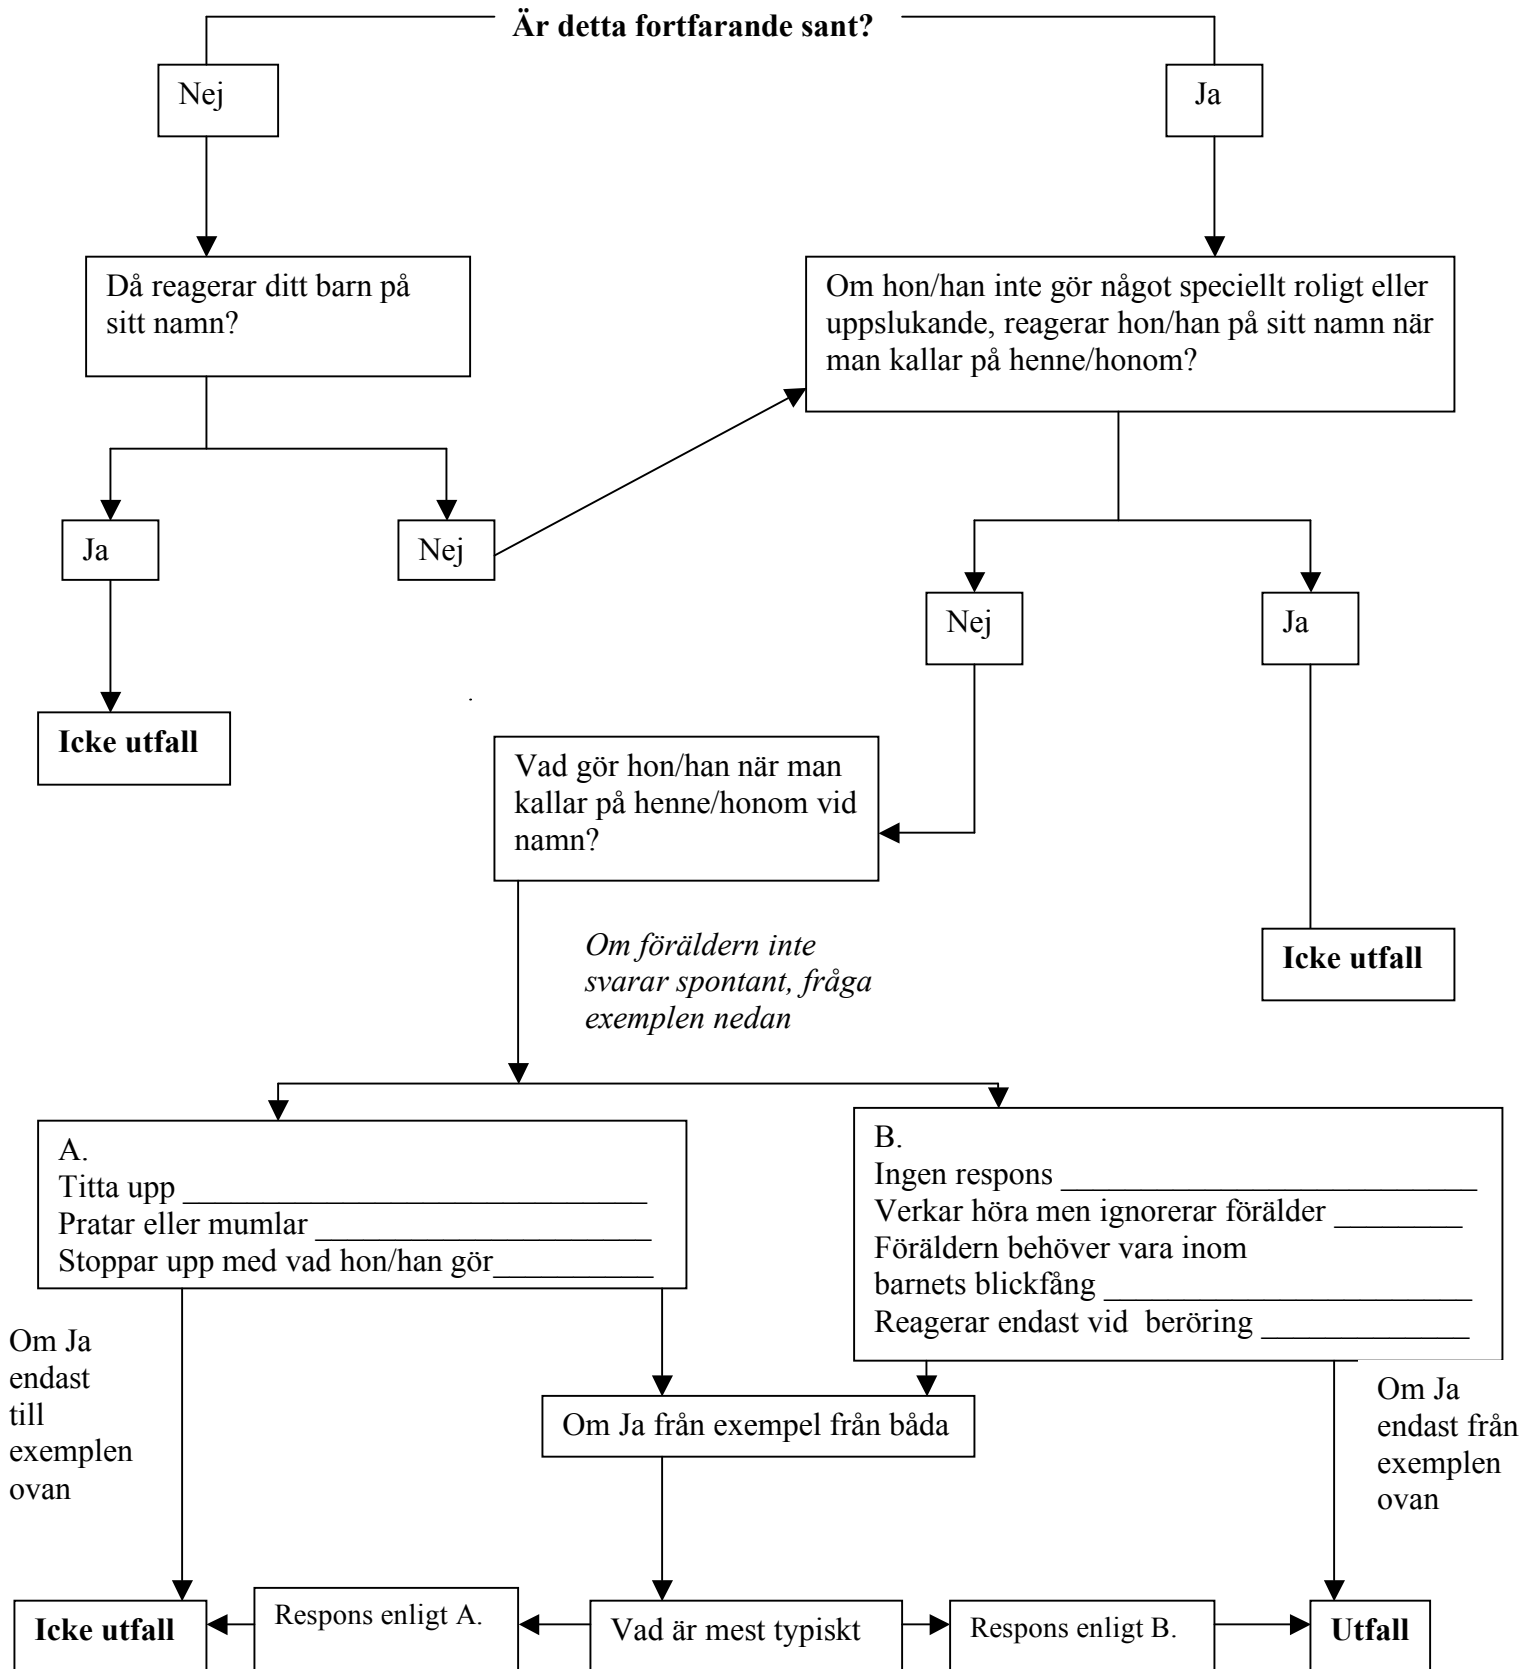 Är detta fortfarande sant?
Nej
Ja
Då reagerar ditt barn på
sitt namn?
Om hon/han inte gör något speciellt roligt eller
uppslukande, reagerar hon/han på sitt namn när
man kallar på henne/honom?
Ja
Nej
Nej
Ja
Icke utfall
Vad gör hon/han när man
kallar på henne/honom vid
namn?
Om föräldern inte
svarar spontant, fråga
exemplen nedan
Icke utfall
A.
Titta upp _____________________________
Pratar eller mumlar _____________________
Stoppar upp med vad hon/han gör__________
B.
Ingen respons __________________________
Verkar höra men ignorerar förälder ________
Föräldern behöver vara inom
barnets blickfång _______________________
Reagerar endast vid  beröring _____________
Om Ja
endast
till
exemplen
ovan
Om Ja från exempel från båda
Om Ja
endast från
exemplen
ovan
Icke utfall
Respons enligt A.
Vad är mest typiskt
Respons enligt B.
Utfall